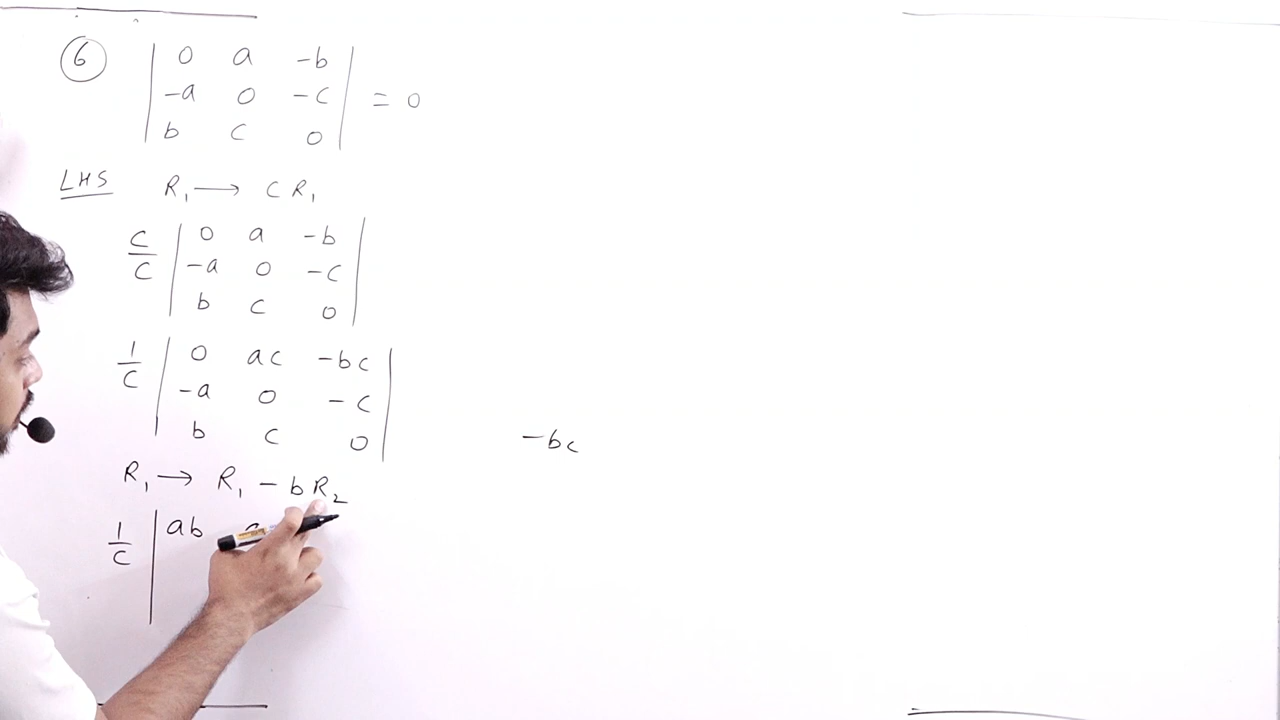 6 | 0 a -b |
| -a 0 -c | = 0
| b c 0 |
LHS R₁ → C R₁
C/C | 0 a -b |
| -a 0 -c |
| b c 0 |
1/C | 0 ac -bc |
| -a 0 -c |
| b c 0 |
-bc
R₁ → R₁ - bR₂
1/C | ab